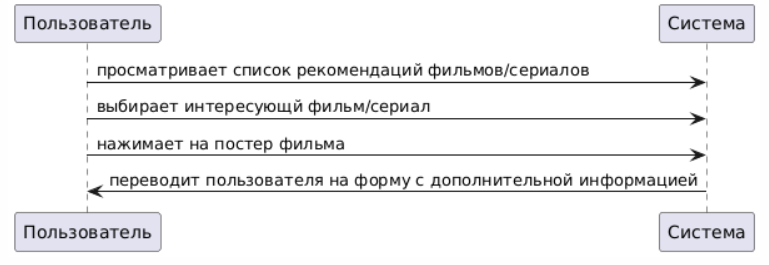 Пользователь
Система
просматривает список рекомендаций фильмов/сериалов
выбирает интересующй фильм/сериал
нажимает на постер фильма
переводит пользователя на форму с дополнительной информацией
Пользователь
Система